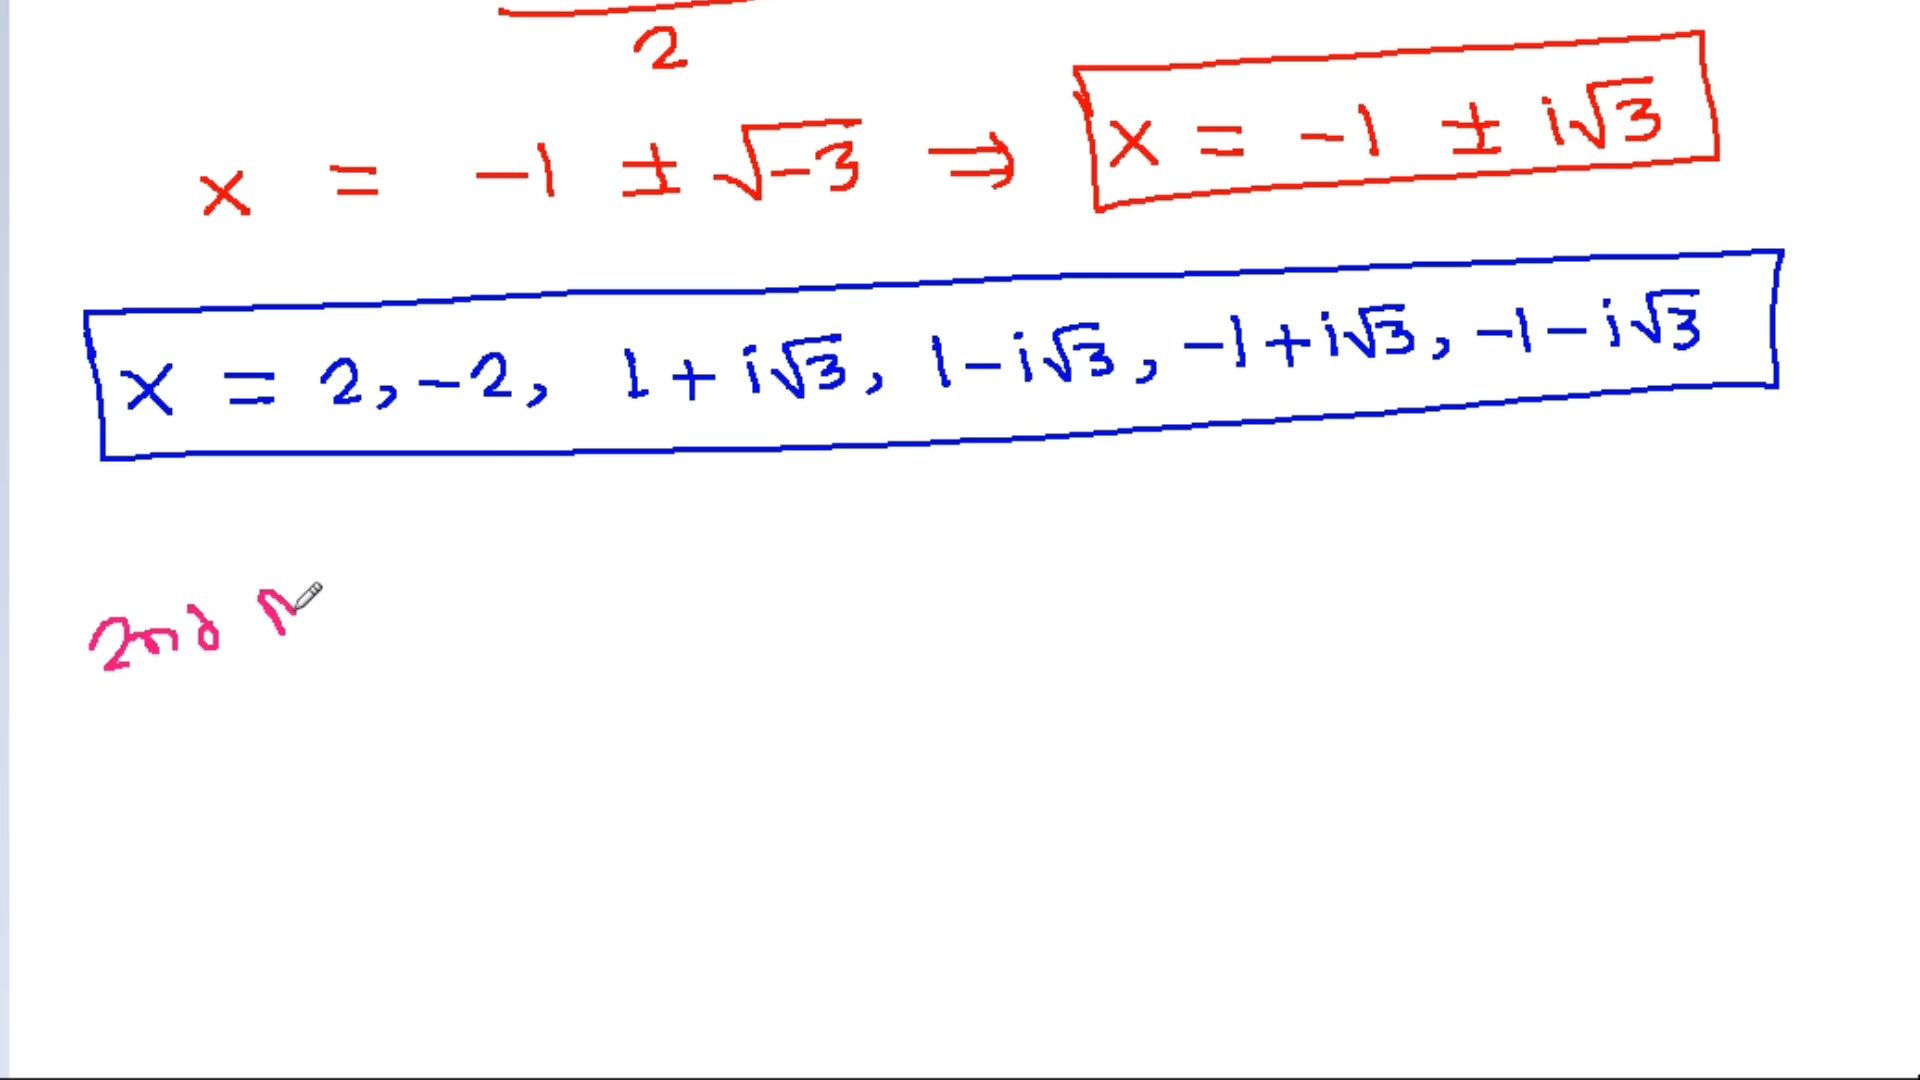 2
x = -1 ± √-3 ⇒ x = -1 ± i√3
x = 2, -2, 1 + i√3, 1 - i√3, -1 + i√3, -1 - i√3
2nd